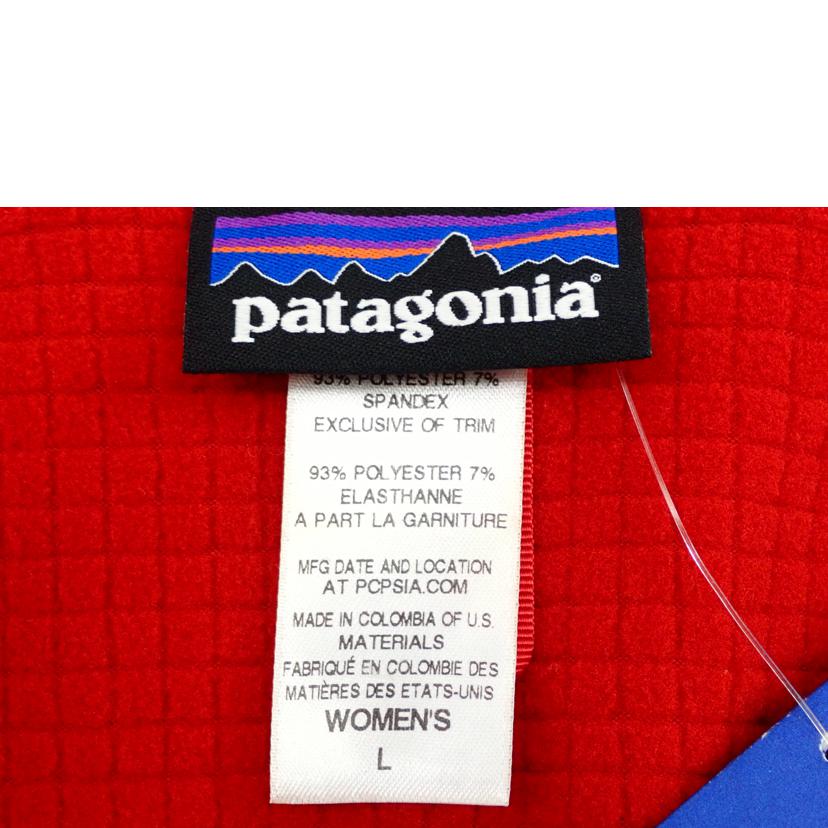 patagonia®
93% POLYESTER 7%
SPANDEX
EXCLUSIVE OF TRIM
93% POLYESTER 7%
ELASTHANNE
A PART LA GARNITURE
MFG DATE AND LOCATION
AT PCPSIA.COM
MADE IN COLOMBIA OF U.S.
MATERIALS
FABRIQUÉ EN COLOMBIE DES
MATIÈRES DES ETATS-UNIS
WOMEN'S
L